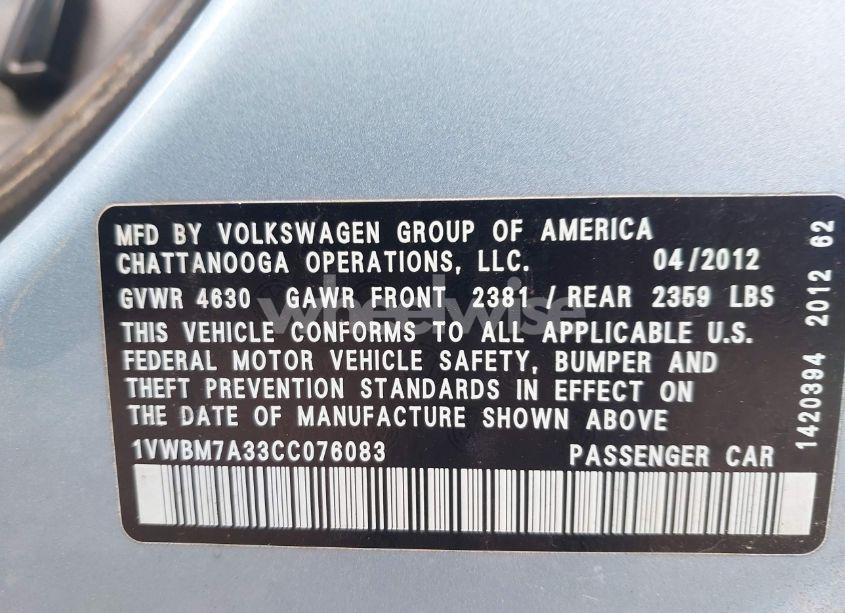 MFD BY VOLKSWAGEN GROUP OF AMERICA
CHATTANOOGA OPERATIONS, LLC. 04/2012
GVWR 4630 GAWR FRONT 2381 / REAR 2359 LBS
THIS VEHICLE CONFORMS TO ALL APPLICABLE U.S.
FEDERAL MOTOR VEHICLE SAFETY, BUMPER AND
THEFT PREVENTION STANDARDS IN EFFECT ON
THE DATE OF MANUFACTURE SHOWN ABOVE
1VWBM7A33CC076083 PASSENGER CAR
1420394 2012 62
wheelwise